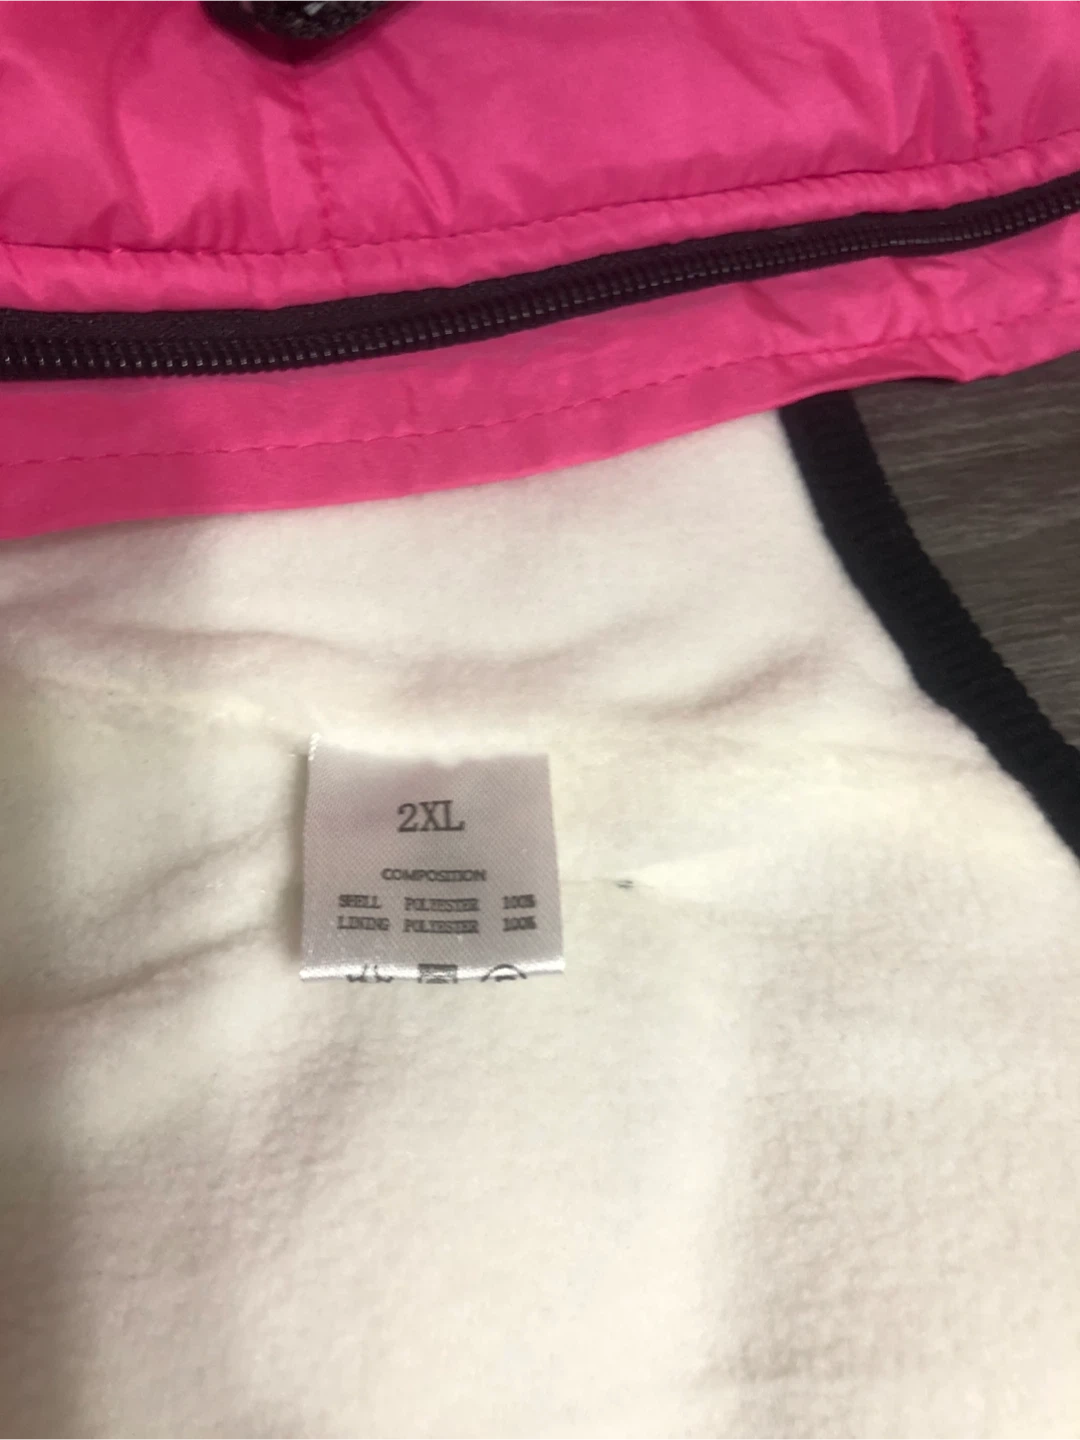 2XL
COMPOSITION
SHELL POLYESTER 100%
LINING POLYESTER 100%